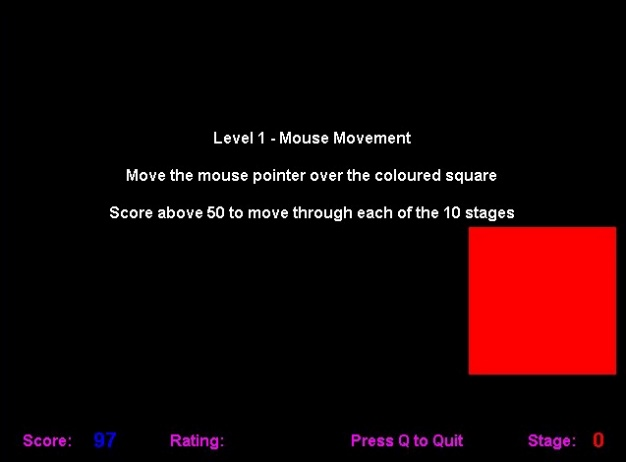 Level 1 - Mouse Movement
Move the mouse pointer over the coloured square
Score above 50 to move through each of the 10 stages
Score: 97 Rating: Press Q to Quit Stage: 0